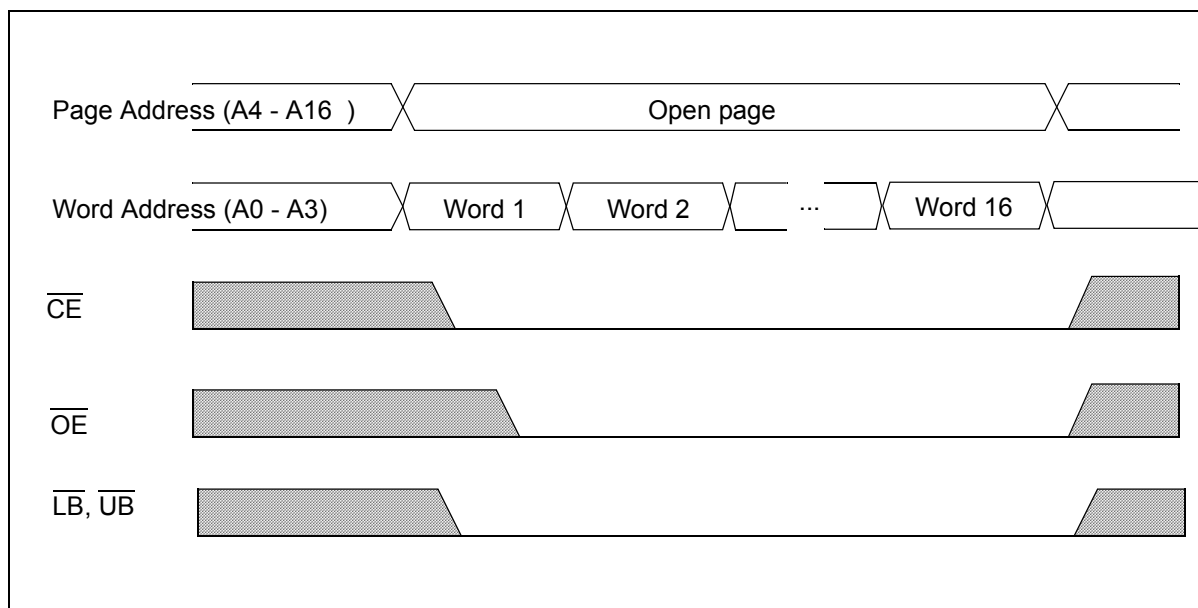 Page Address (A4 - A16 )
Open page
Word Address (A0 - A3)
Word 1
Word 2
...
Word 16
CE
OE
LB, UB